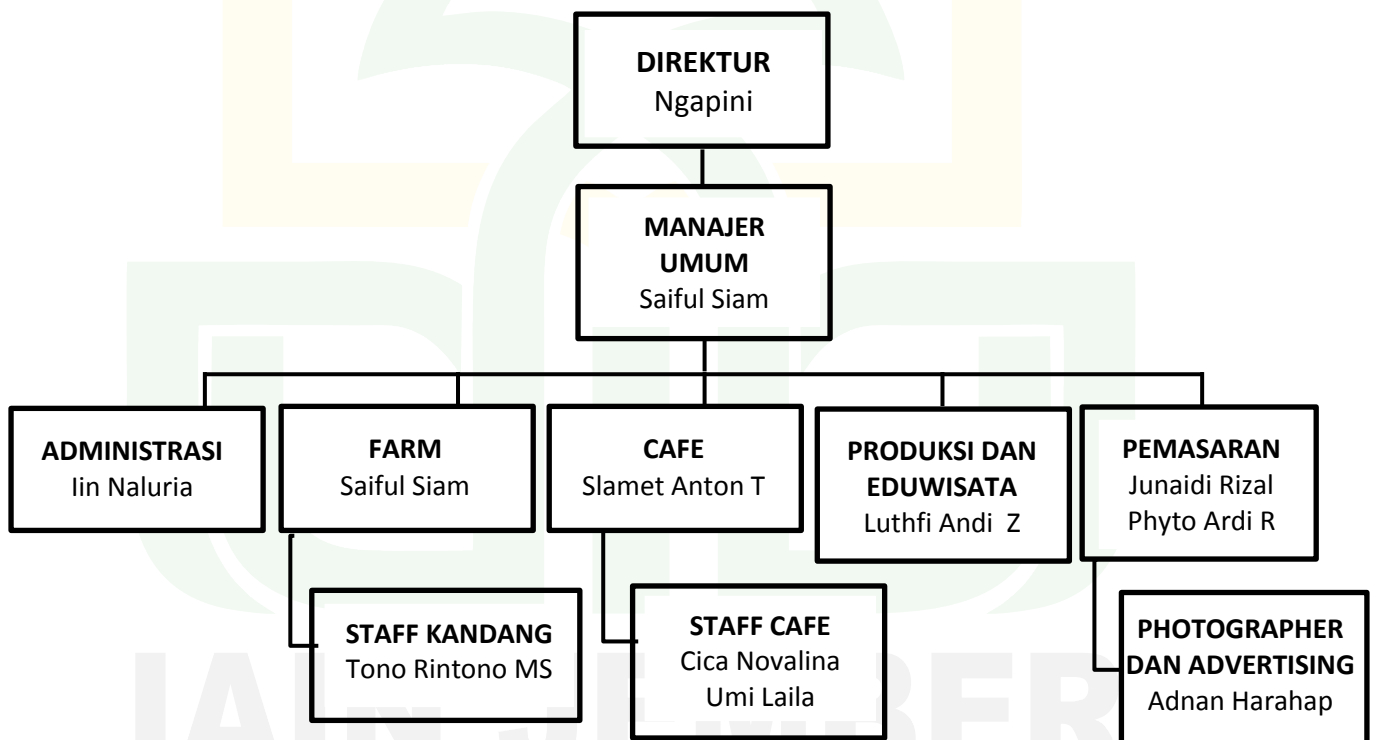 DIREKTUR
Ngapini
MANAJER
UMUM
Saiful Siam
ADMINISTRASI
Iin Naluria
FARM
Saiful Siam
CAFE
Slamet Anton T
PRODUKSI DAN
EDUWISATA
Luthfi Andi Z
PEMASARAN
Junaidi Rizal
Phyto Ardi R
STAFF KANDANG
Tono Rintono MS
STAFF CAFE
Cica Novalina
Umi Laila
PHOTOGRAPHER
DAN ADVERTISING
Adnan Harahap
IAIN JEMBER